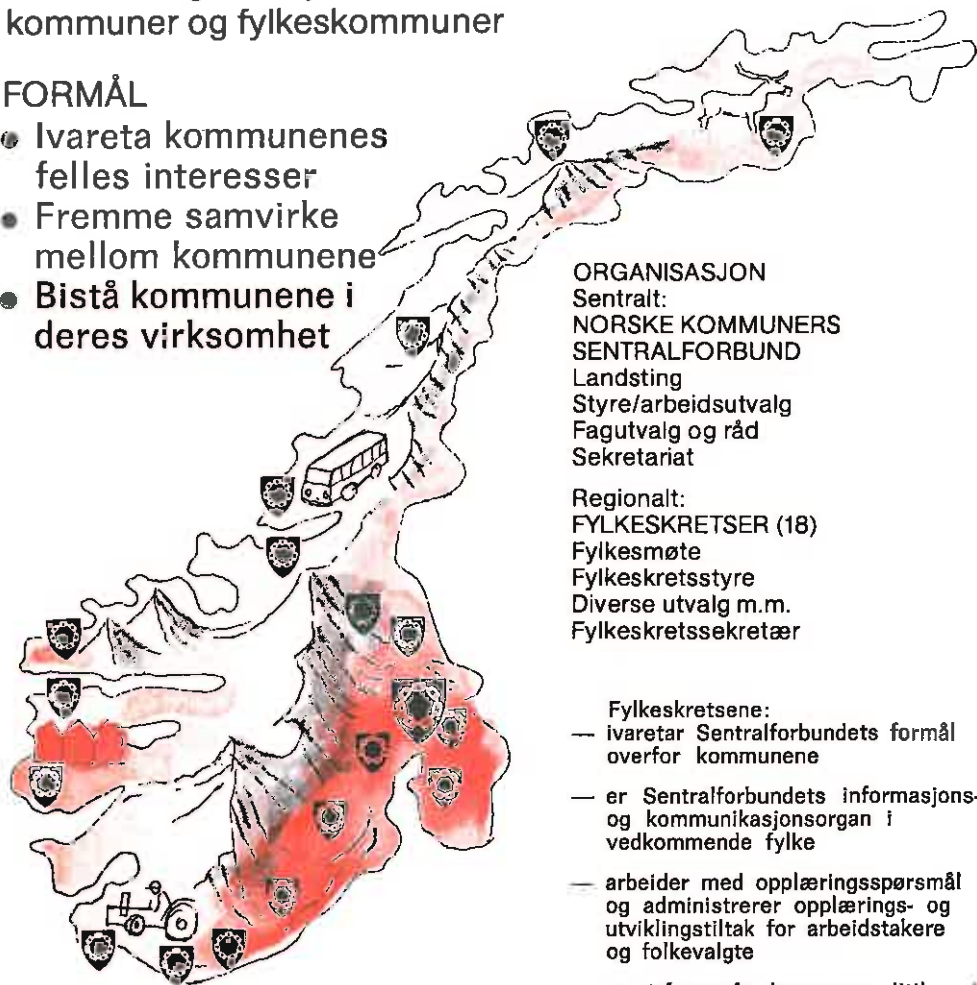 kommuner og fylkeskommuner
FORMÅL
● Ivareta kommunenes
felles interesser
● Fremme samvirke
mellom kommunene
● Bistå kommunene i
deres virksomhet
ORGANISASJON
Sentralt:
NORSKE KOMMUNERS
SENTRALFORBUND
Landsting
Styre/arbeidsutvalg
Fagutvalg og råd
Sekretariat
Regionalt:
FYLKESKRETSER (18)
Fylkesmøte
Fylkeskretsstyre
Diverse utvalg m.m.
Fylkeskretssekretær
Fylkeskretsene:
— ivaretar Sentralforbundets formål
overfor kommunene
— er Sentralforbundets informasjons-
og kommunikasjonsorgan i
vedkommende fylke
— arbeider med opplæringsspørsmål
og administrerer opplærings- og
utviklingstiltak for arbeidstakere
og folkevalgte